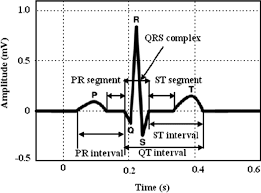 R
1.0
QRS complex
PR segment
ST segment
0.5
P
T
0
Q
S
ST interval
PR interval
QT interval
-0.5
0
0.2
0.4
0.6
Time (s)
Amplitude (mV)